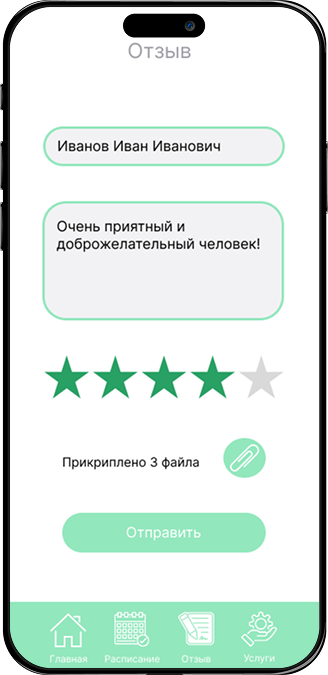 Отзыв
Иванов Иван Иванович
Очень приятный и
доброжелательный человек!
Прикриплено 3 файла
Отправить
Главная Расписание Отзыв Услуги